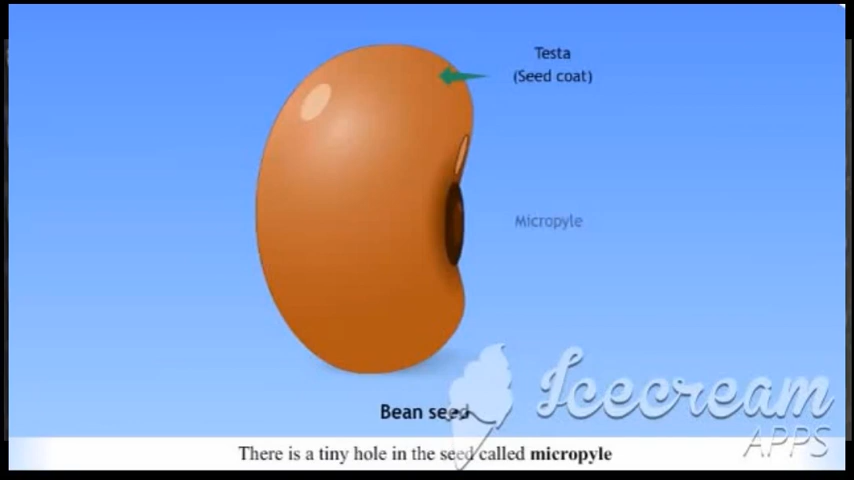 Testa
(Seed coat)
Micropyle
Bean seed
Icecream
APPS
There is a tiny hole in the seed called micropyle